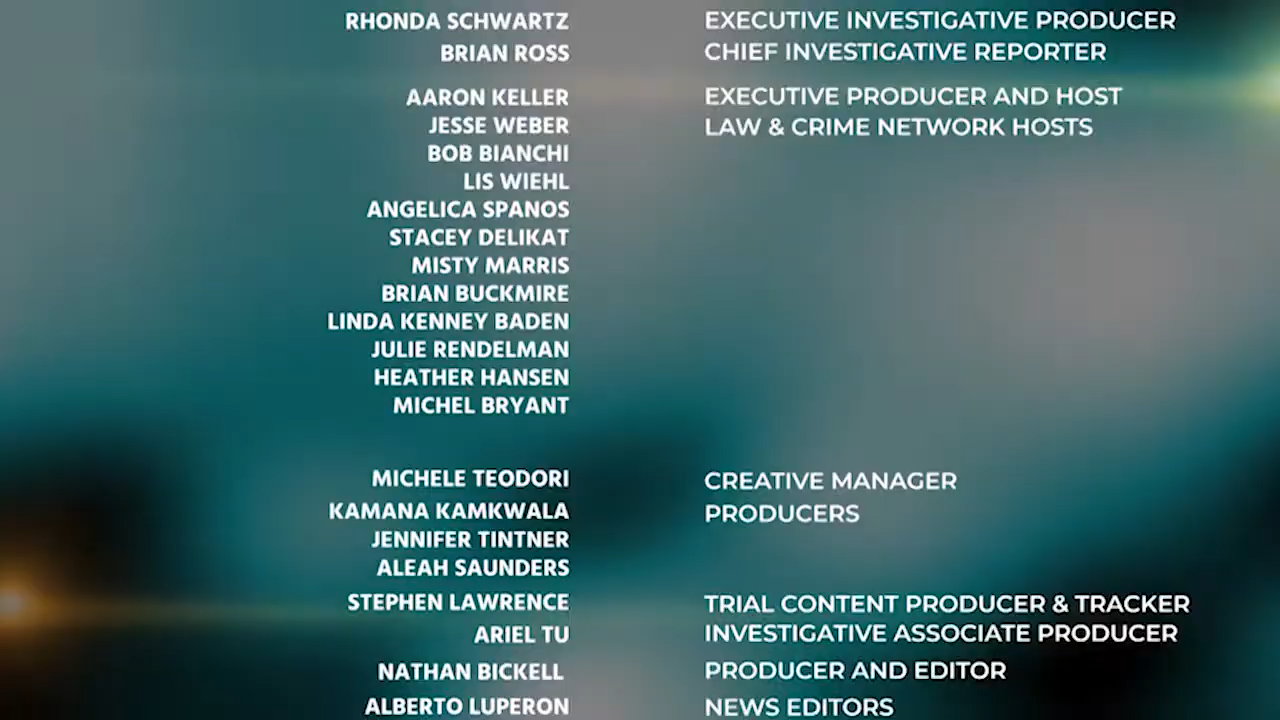 RHONDA SCHWARTZ EXECUTIVE INVESTIGATIVE PRODUCER
BRIAN ROSS CHIEF INVESTIGATIVE REPORTER
AARON KELLER EXECUTIVE PRODUCER AND HOST
JESSE WEBER LAW & CRIME NETWORK HOSTS
BOB BIANCHI
LIS WIEHL
ANGELICA SPANOS
STACEY DELIKAT
MISTY MARRIS
BRIAN BUCKMIRE
LINDA KENNEY BADEN
JULIE RENDELMAN
HEATHER HANSEN
MICHEL BRYANT
MICHELE TEODORI CREATIVE MANAGER
KAMANA KAMKWALA PRODUCERS
JENNIFER TINTNER
ALEAH SAUNDERS
STEPHEN LAWRENCE TRIAL CONTENT PRODUCER & TRACKER
ARIEL TU INVESTIGATIVE ASSOCIATE PRODUCER
NATHAN BICKELL PRODUCER AND EDITOR
ALBERTO LUPERON NEWS EDITORS